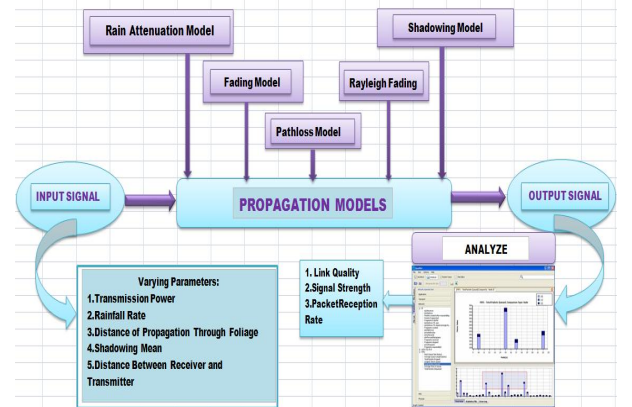 Rain Attenuation Model
Shadowing Model
Fading Model
Rayleigh Fading
Pathloss Model
INPUT SIGNAL
PROPAGATION MODELS
OUTPUT SIGNAL
ANALYZE
Varying Parameters:
1.Transmission Power
2.Rainfall Rate
3.Distance of Propagation Through Foliage
4.Shadowing Mean
5.Distance Between Receiver and
Transmitter
1. Link Quality
2.Signal Strength
3.PacketReception
Rate